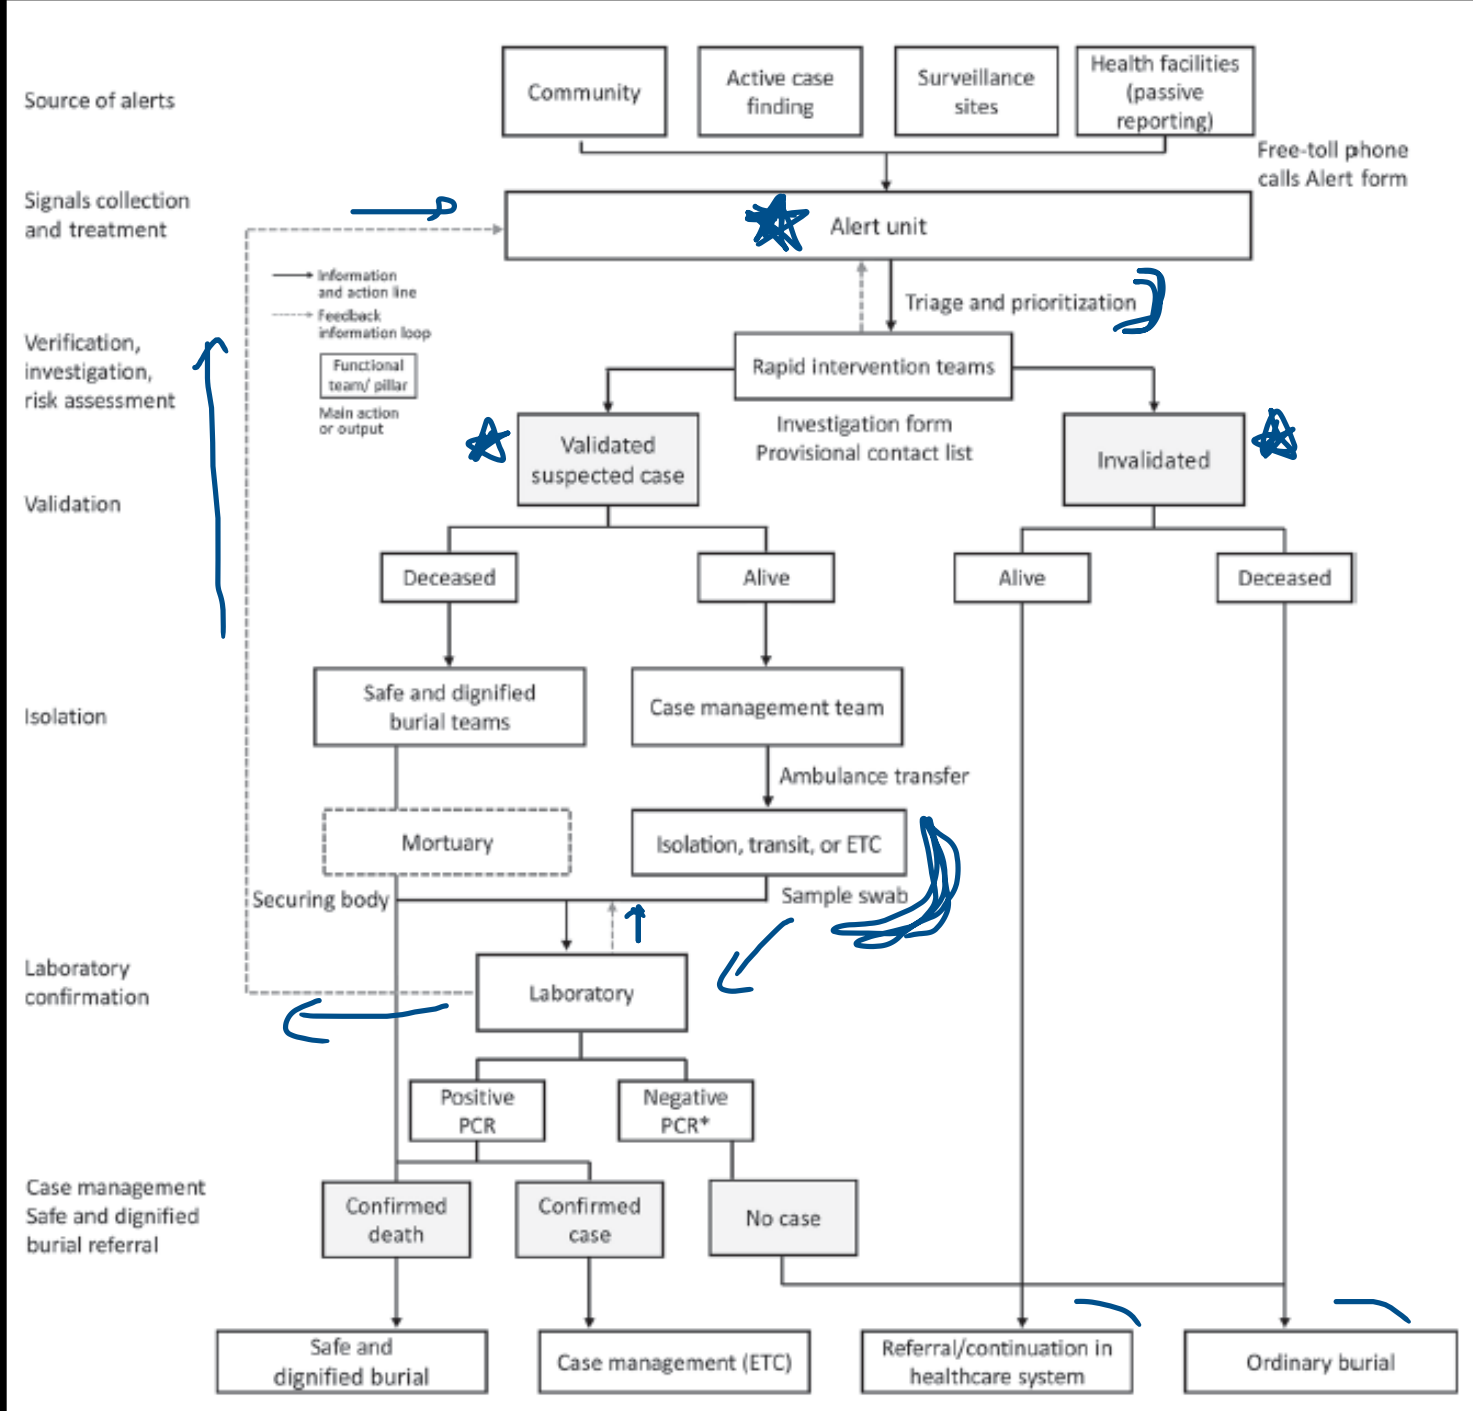 Community
Active case
finding
Surveillance
sites
Health facilities
(passive
reporting)
Source of alerts
Free-toll phone
calls Alert form
Signals collection
and treatment
Alert unit
Information
and action line
Feedback
information loop
Functional
team/ pillar
Main action
or output
Triage and prioritization
Verification,
investigation,
risk assessment
Rapid intervention teams
Investigation form
Provisional contact list
Validated
suspected case
Invalidated
Validation
Deceased
Alive
Alive
Deceased
Isolation
Safe and dignified
burial teams
Case management team
Ambulance transfer
Mortuary
Isolation, transit, or ETC
Securing body
Sample swab
Laboratory
confirmation
Laboratory
Positive
PCR
Negative
PCR*
Case management
Safe and dignified
burial referral
Confirmed
death
Confirmed
case
No case
Safe and
dignified burial
Case management (ETC)
Referral/continuation in
healthcare system
Ordinary burial